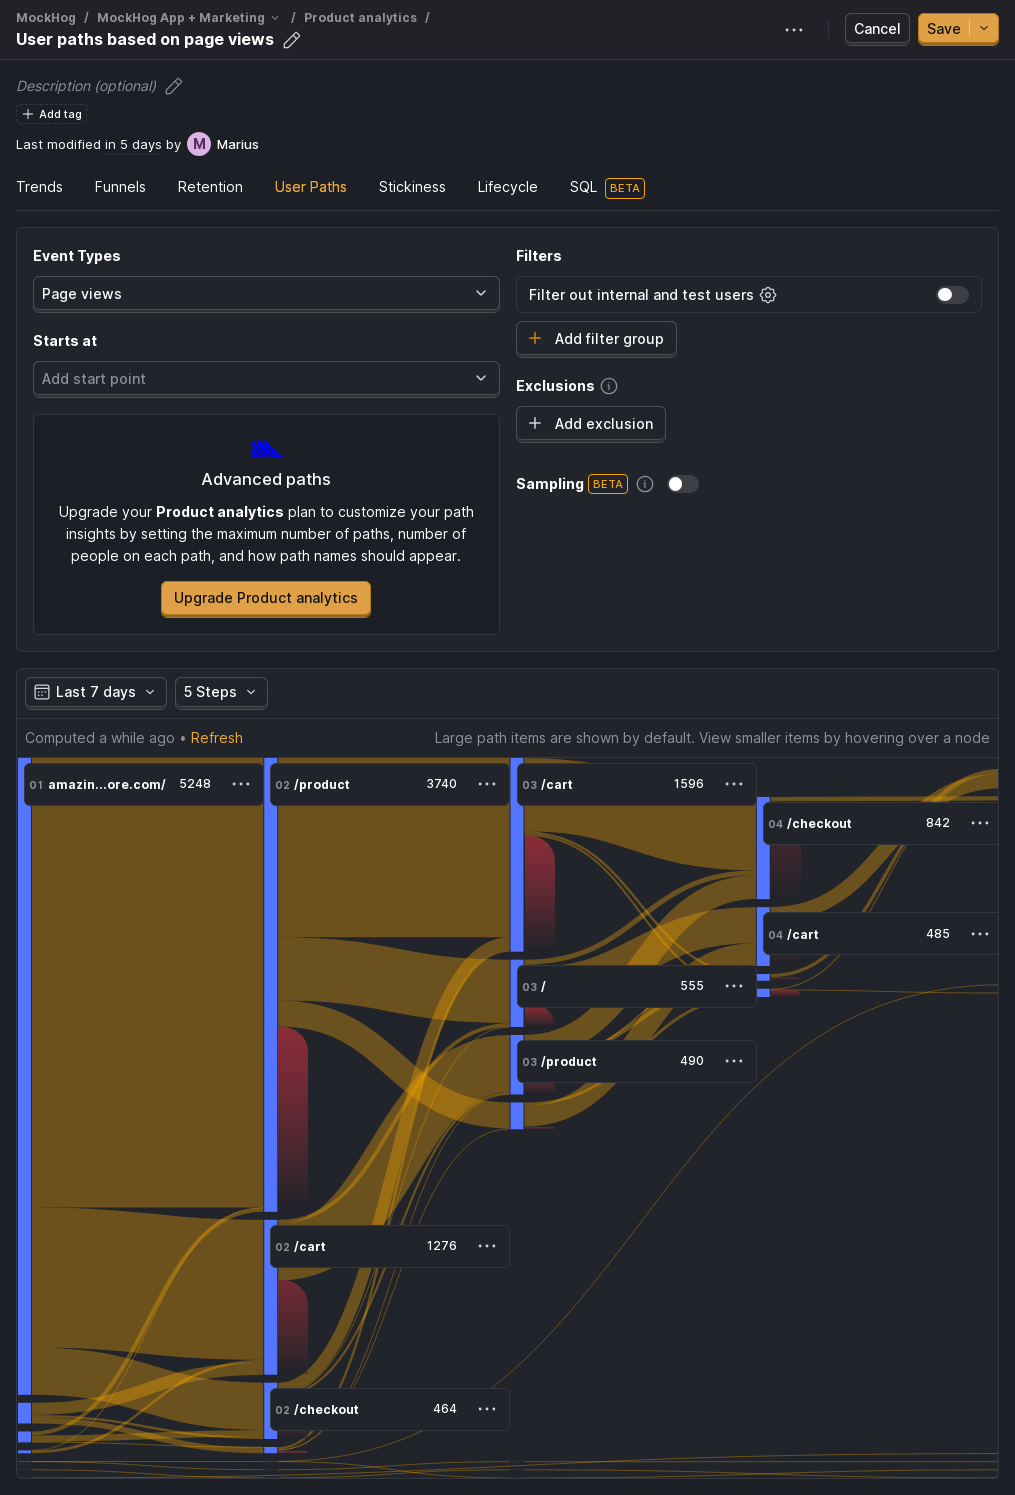 MockHog / MockHog App + Marketing / Product analytics /
User paths based on page views
Cancel
Save
Description (optional)
Add tag
Last modified in 5 days by M Marius
Trends Funnels Retention User Paths Stickiness Lifecycle SQL BETA
Event Types
Page views
Starts at
Add start point
Advanced paths
Upgrade your Product analytics plan to customize your path
insights by setting the maximum number of paths, number of
people on each path, and how path names should appear.
Upgrade Product analytics
Filters
Filter out internal and test users
Add filter group
Exclusions
Add exclusion
Sampling BETA
Last 7 days 5 Steps
Computed a while ago • Refresh
Large path items are shown by default. View smaller items by hovering over a node
01 amazin...ore.com/ 5248
02 /product 3740
03 /cart 1596
04 /checkout 842
04 /cart 485
03 / 555
03 /product 490
02 /cart 1276
02 /checkout 464